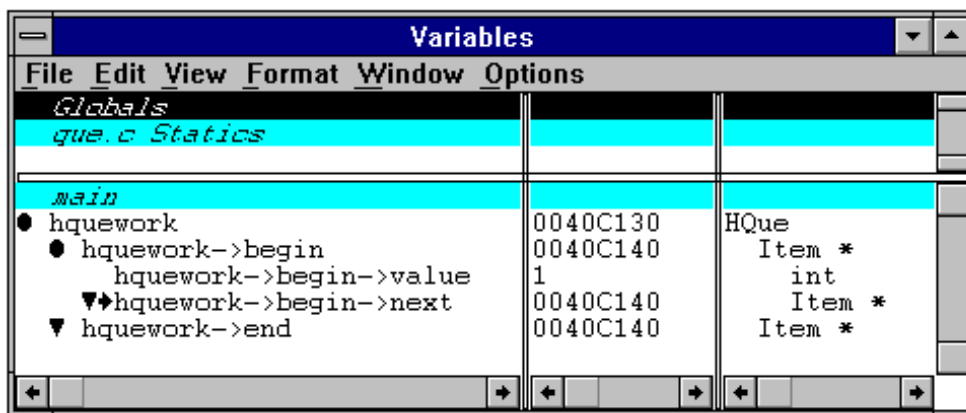 Variables
File Edit View Format Window Options
Globals
que.c Statics
main
hquework 0040C130 HQue
hquework->begin 0040C140 Item *
hquework->begin->value 1 int
hquework->begin->next 0040C140 Item *
hquework->end 0040C140 Item *